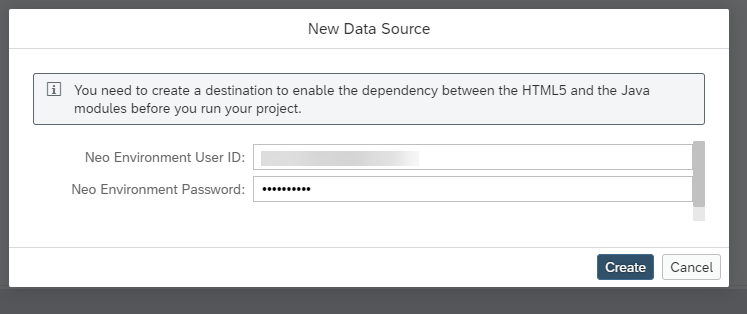 New Data Source
You need to create a destination to enable the dependency between the HTML5 and the Java
modules before you run your project.
Neo Environment User ID:
Neo Environment Password: ••••••••••
Create Cancel